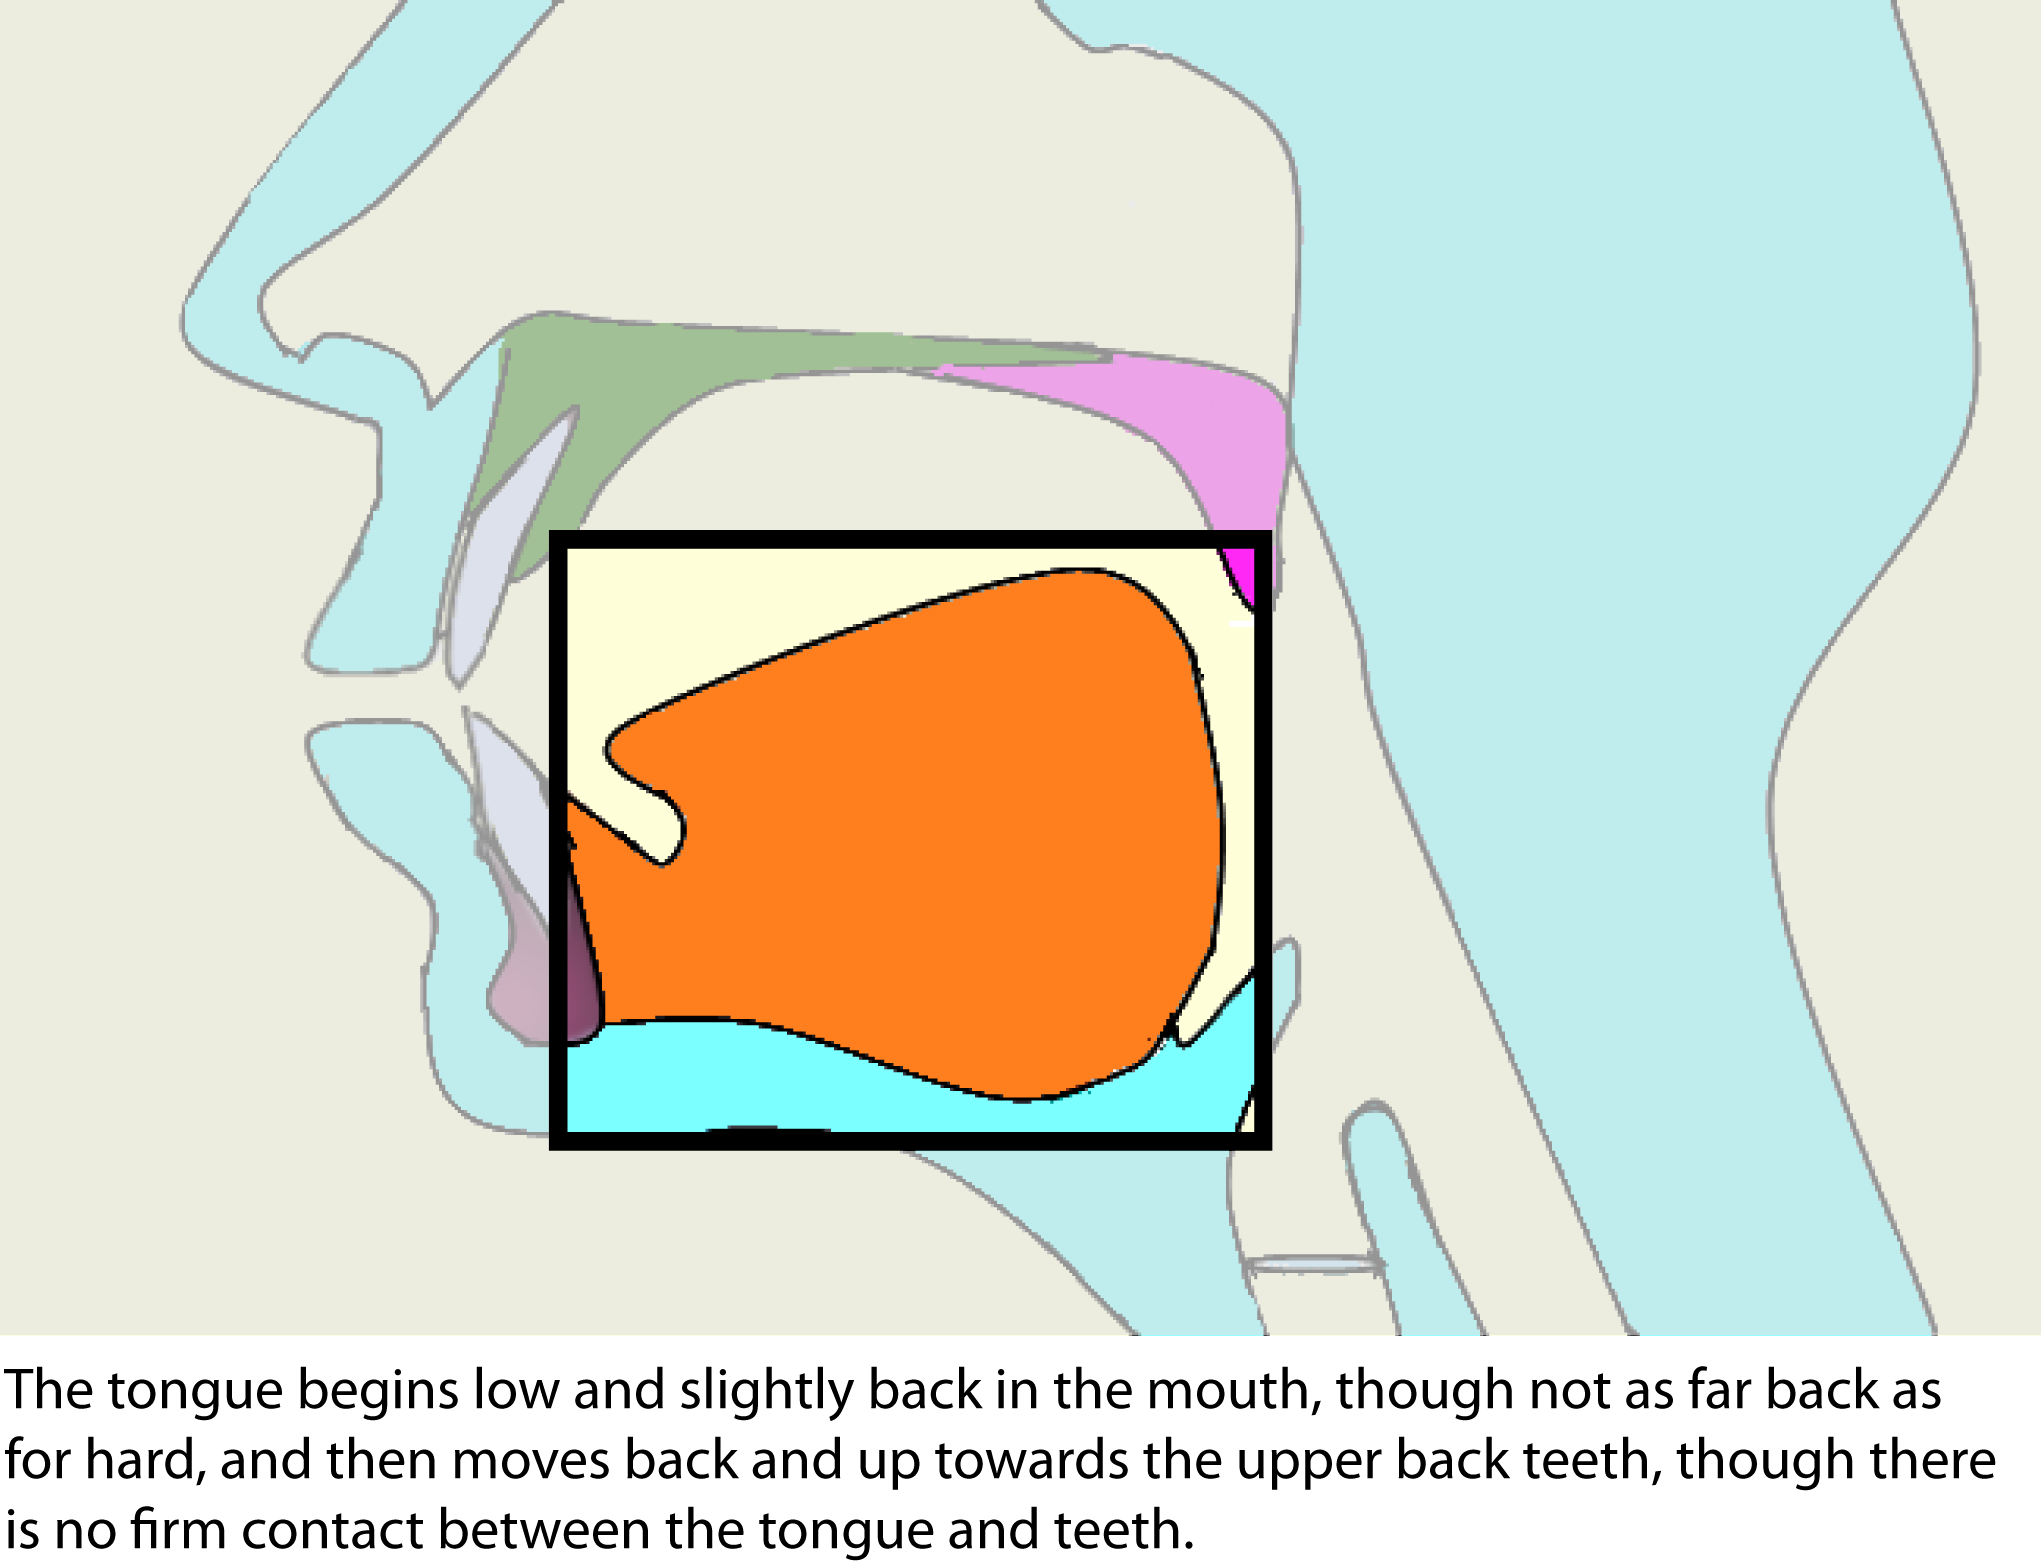 The tongue begins low and slightly back in the mouth, though not as far back as
for hard, and then moves back and up towards the upper back teeth, though there
is no firm contact between the tongue and teeth.